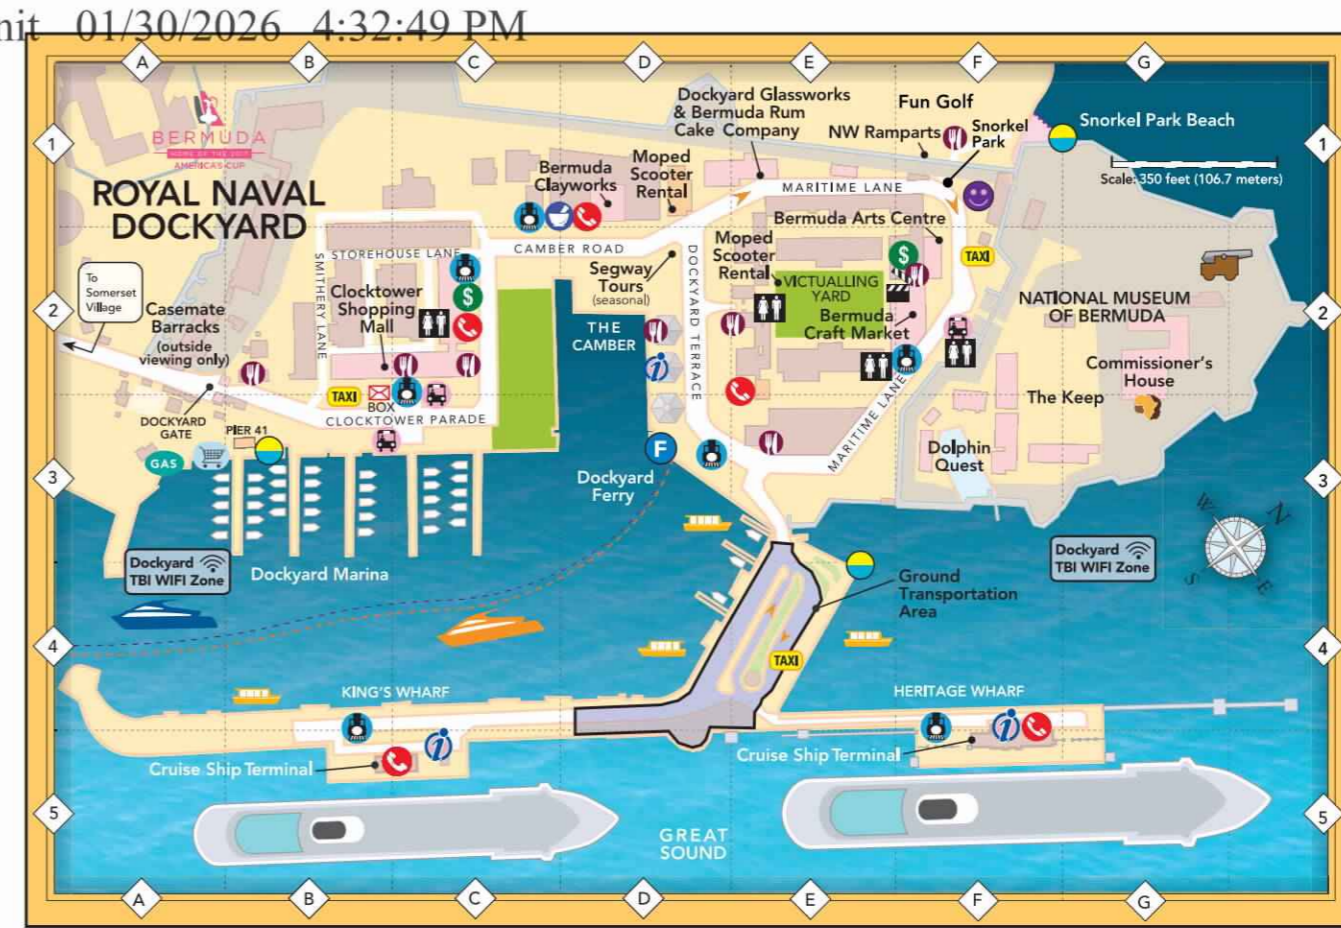 nit 01/30/2026 4:32:49 PM
A
B
C
D
E
F
G
1
1
BERMUDA
AMERICA'S CUP
ROYAL NAVAL
DOCKYARD
Bermuda
Clayworks
Moped
Scooter
Rental
Dockyard Glassworks
& Bermuda Rum
Cake Company
NW Ramparts
Fun Golf
Snorkel
Park
Snorkel Park Beach
Scale: 350 feet (106.7 meters)
MARITIME LANE
Bermuda Arts Centre
To
Somerset
Village
2
2
Casemate
Barracks
(outside
viewing only)
SMITHERY LANE
STOREHOUSE LANE
CAMBER ROAD
Clocktower
Shopping
Mall
$
Segway
Tours
(seasonal)
DOCKYARD TERRACE
Moped
Scooter
Rental
VICTUALLING
YARD
$
TAXI
Bermuda
Craft Market
NATIONAL MUSEUM
OF BERMUDA
Commissioner's
House
The Keep
THE
CAMBER
i
TAXI
BOX
CLOCKTOWER PARADE
DOCKYARD
GATE
PIER 41
GAS
3
3
F
Dockyard
Ferry
MARITIME LANE
Dolphin
Quest
W
N
S
E
Dockyard
TBI WIFI Zone
Dockyard Marina
Dockyard
TBI WIFI Zone
Ground
Transportation
Area
4
4
TAXI
KING'S WHARF
HERITAGE WHARF
i
i
Cruise Ship Terminal
Cruise Ship Terminal
5
5
GREAT
SOUND
A
B
C
D
E
F
G